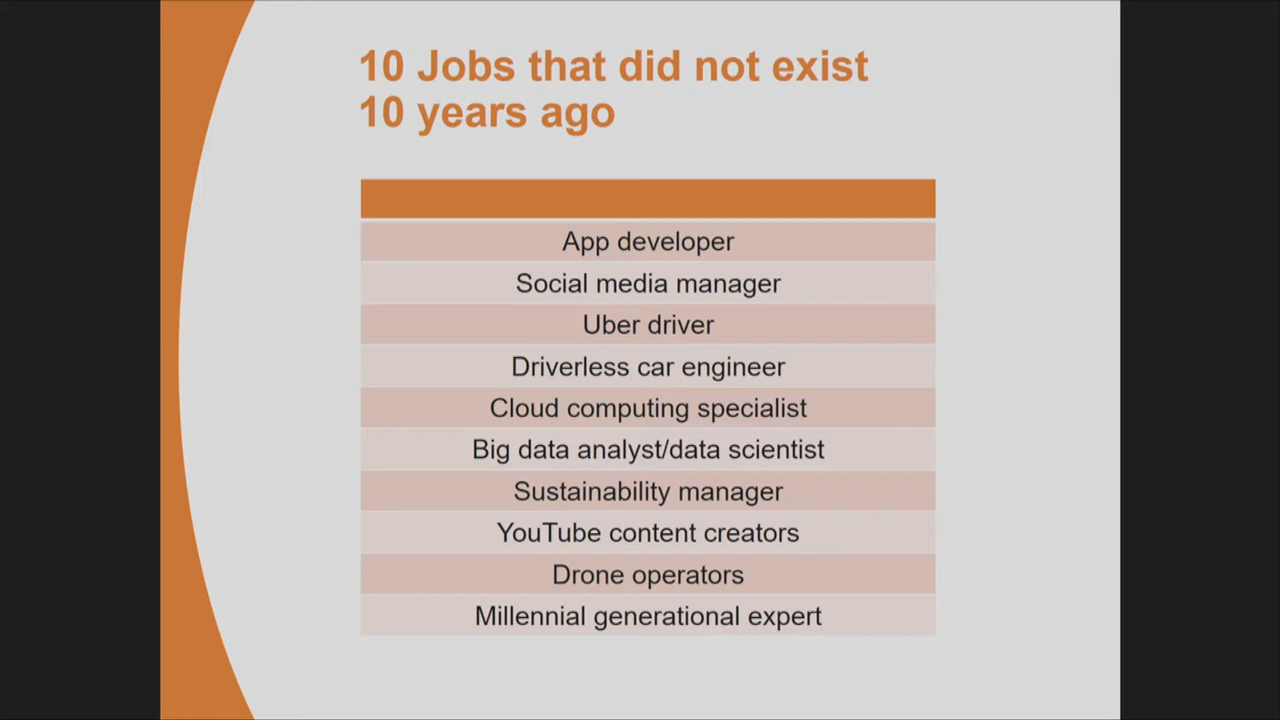 10 Jobs that did not exist
10 years ago
App developer
Social media manager
Uber driver
Driverless car engineer
Cloud computing specialist
Big data analyst/data scientist
Sustainability manager
YouTube content creators
Drone operators
Millennial generational expert